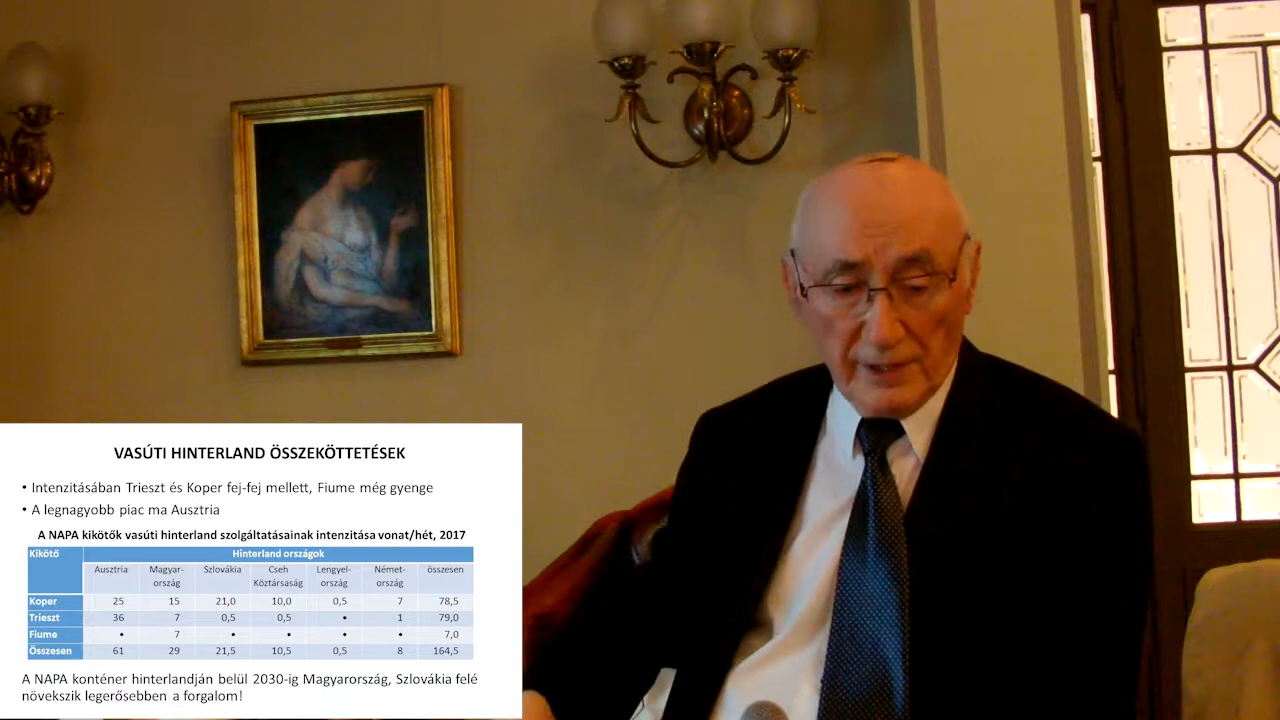 VASÚTI HINTERLAND ÖSSZEKÖTTETÉSEK
• Intenzitásában Trieszt és Koper fej-fej mellett, Fiume még gyenge
• A legnagyobb piac ma Ausztria
A NAPA kikötők vasúti hinterland szolgáltatásainak intenzitása vonat/hét, 2017
Kikötő Hinterland országok
Ausztria Magyar-ország Szlovákia Cseh Köztársaság Lengyel-ország Német-ország összesen
Koper 25 15 21,0 10,0 0,5 7 78,5
Trieszt 36 7 0,5 0,5 • 1 79,0
Fiume • 7 • • • • 7,0
Összesen 61 29 21,5 10,5 0,5 8 164,5
A NAPA konténer hinterlandján belül 2030-ig Magyarország, Szlovákia felé
növekszik legerősebben a forgalom!